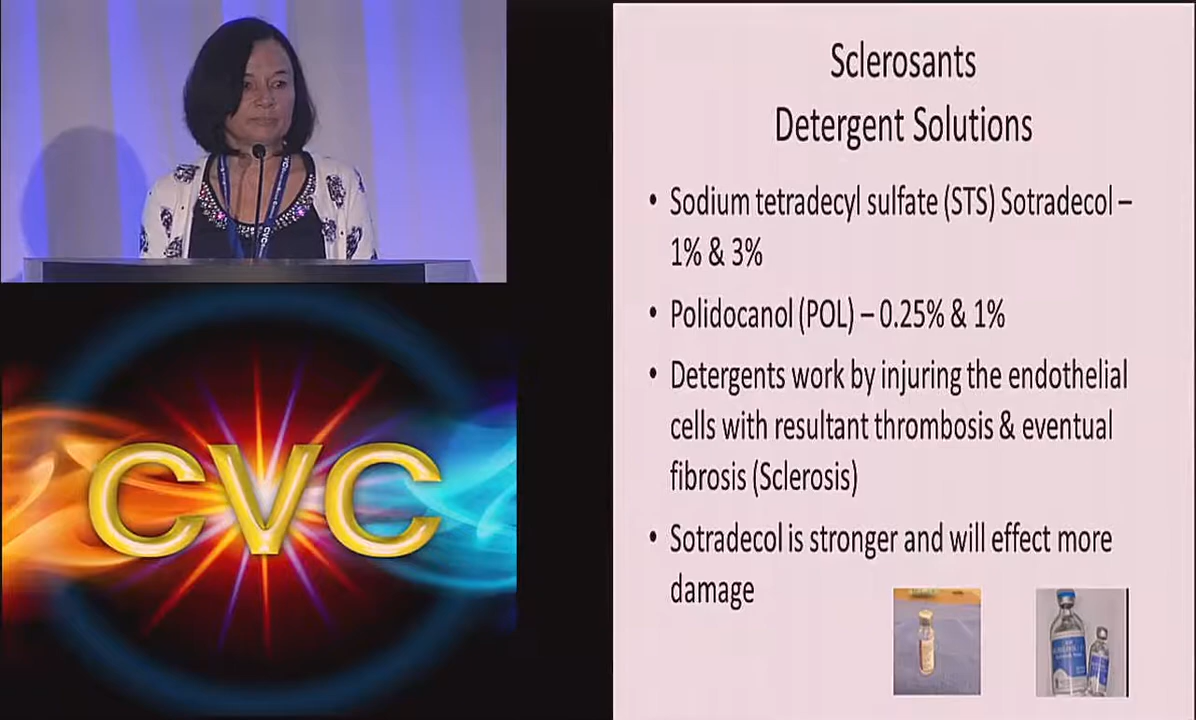 Sclerosants
Detergent Solutions
• Sodium tetradecyl sulfate (STS) Sotradecol –
1% & 3%
• Polidocanol (POL) – 0.25% & 1%
• Detergents work by injuring the endothelial
cells with resultant thrombosis & eventual
fibrosis (Sclerosis)
• Sotradecol is stronger and will effect more
damage
CVC
CVC